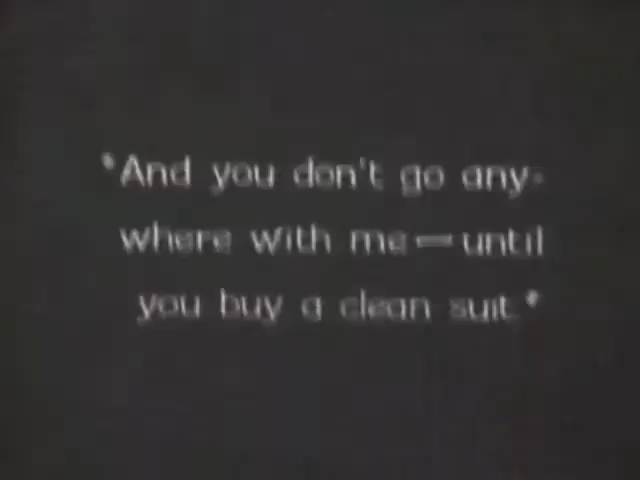 "And you don't go any-
where with me—until
you buy a clean suit."